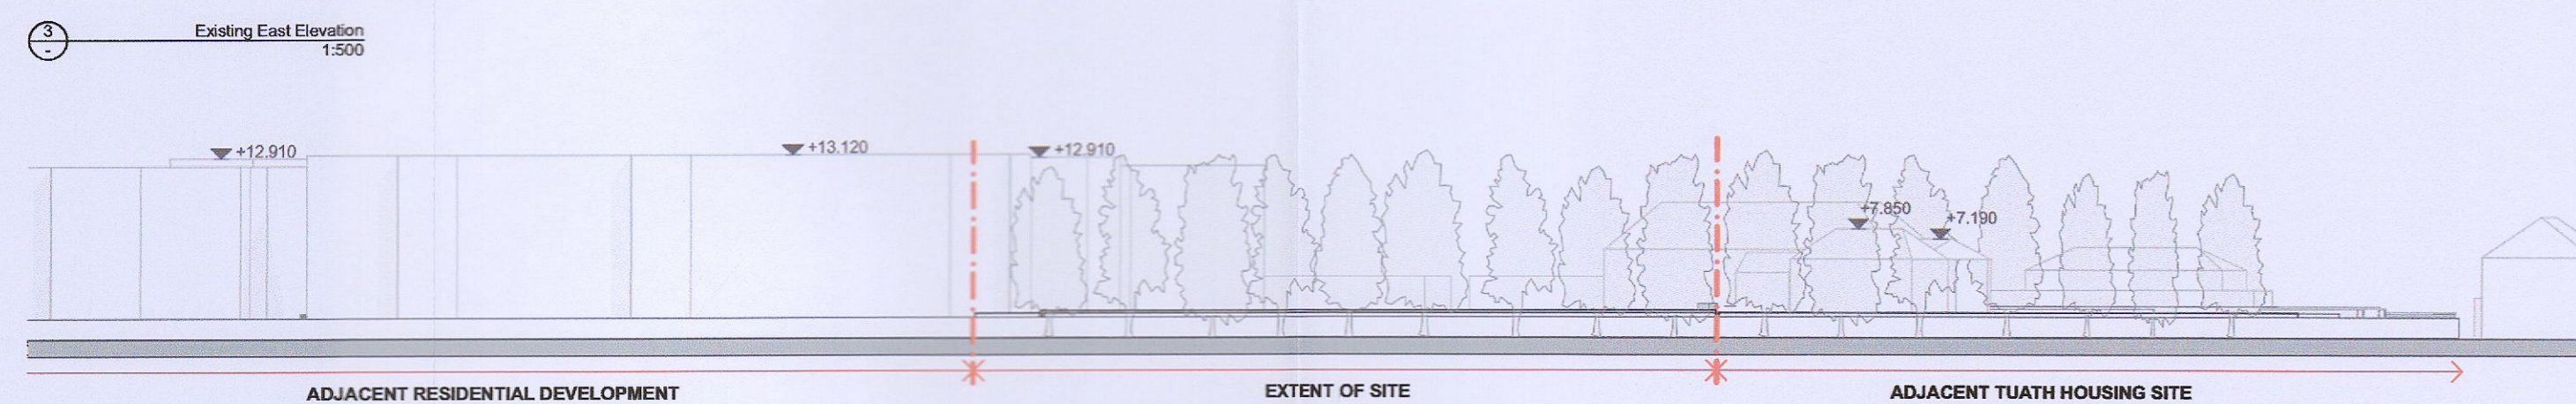 3
-
Existing East Elevation
1:500
+12.910
+13.120
+12.910
+7.850
+7.190
ADJACENT RESIDENTIAL DEVELOPMENT
EXTENT OF SITE
ADJACENT TUATH HOUSING SITE